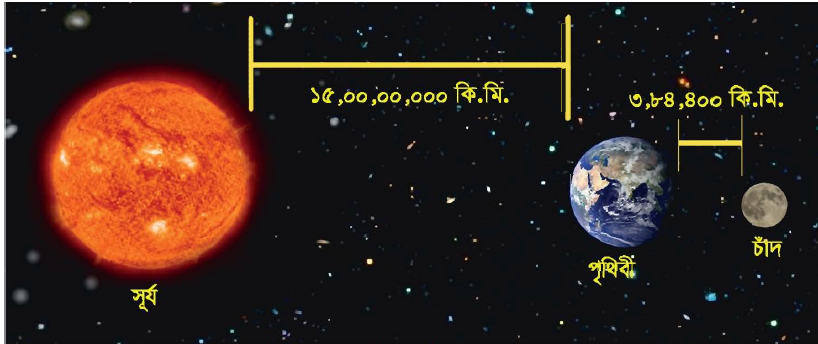 ১৫,০০,০০,০০০ কি.মি.
৩,৮৪,৪০০ কি.মি.
সূর্য
পৃথিবী
চাঁদ